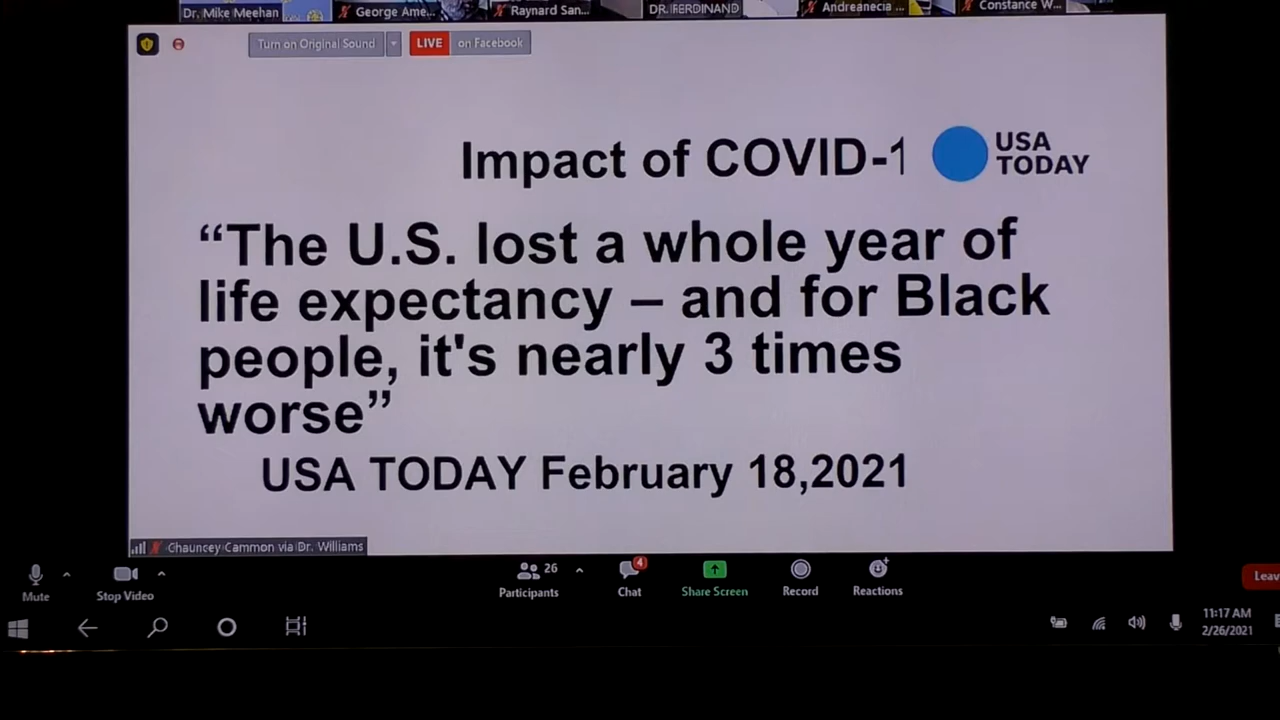 Dr. Mike Meehan
George Ame...
Raynard San...
DR. FERDINAND
Andreanecia ...
Constance W...
Turn on Original Sound
LIVE on Facebook
Impact of COVID-1
USA
TODAY
“The U.S. lost a whole year of
life expectancy – and for Black
people, it's nearly 3 times
worse”
USA TODAY February 18,2021
Chauncey Cammon via Dr. Williams
Mute
Stop Video
26
Participants
4
Chat
Share Screen
Record
Reactions
Leav
11:17 AM
2/26/2021